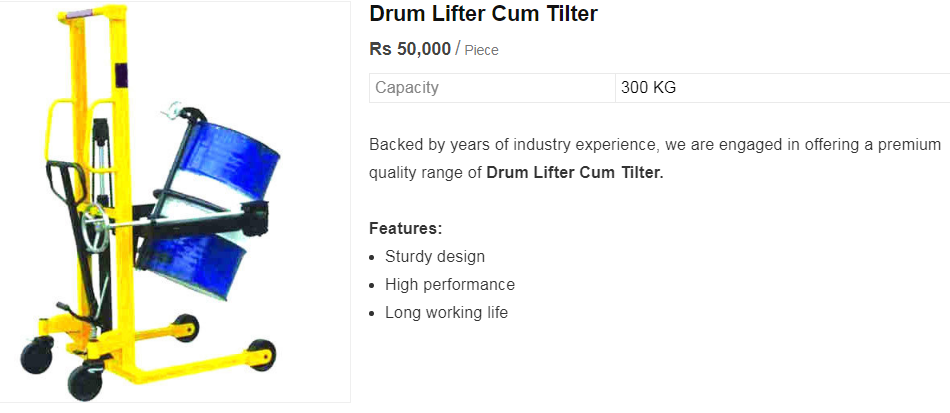 Drum Lifter Cum Tilter
Rs 50,000 / Piece
Capacity 300 KG
Backed by years of industry experience, we are engaged in offering a premium
quality range of Drum Lifter Cum Tilter.
Features:
Sturdy design
High performance
Long working life